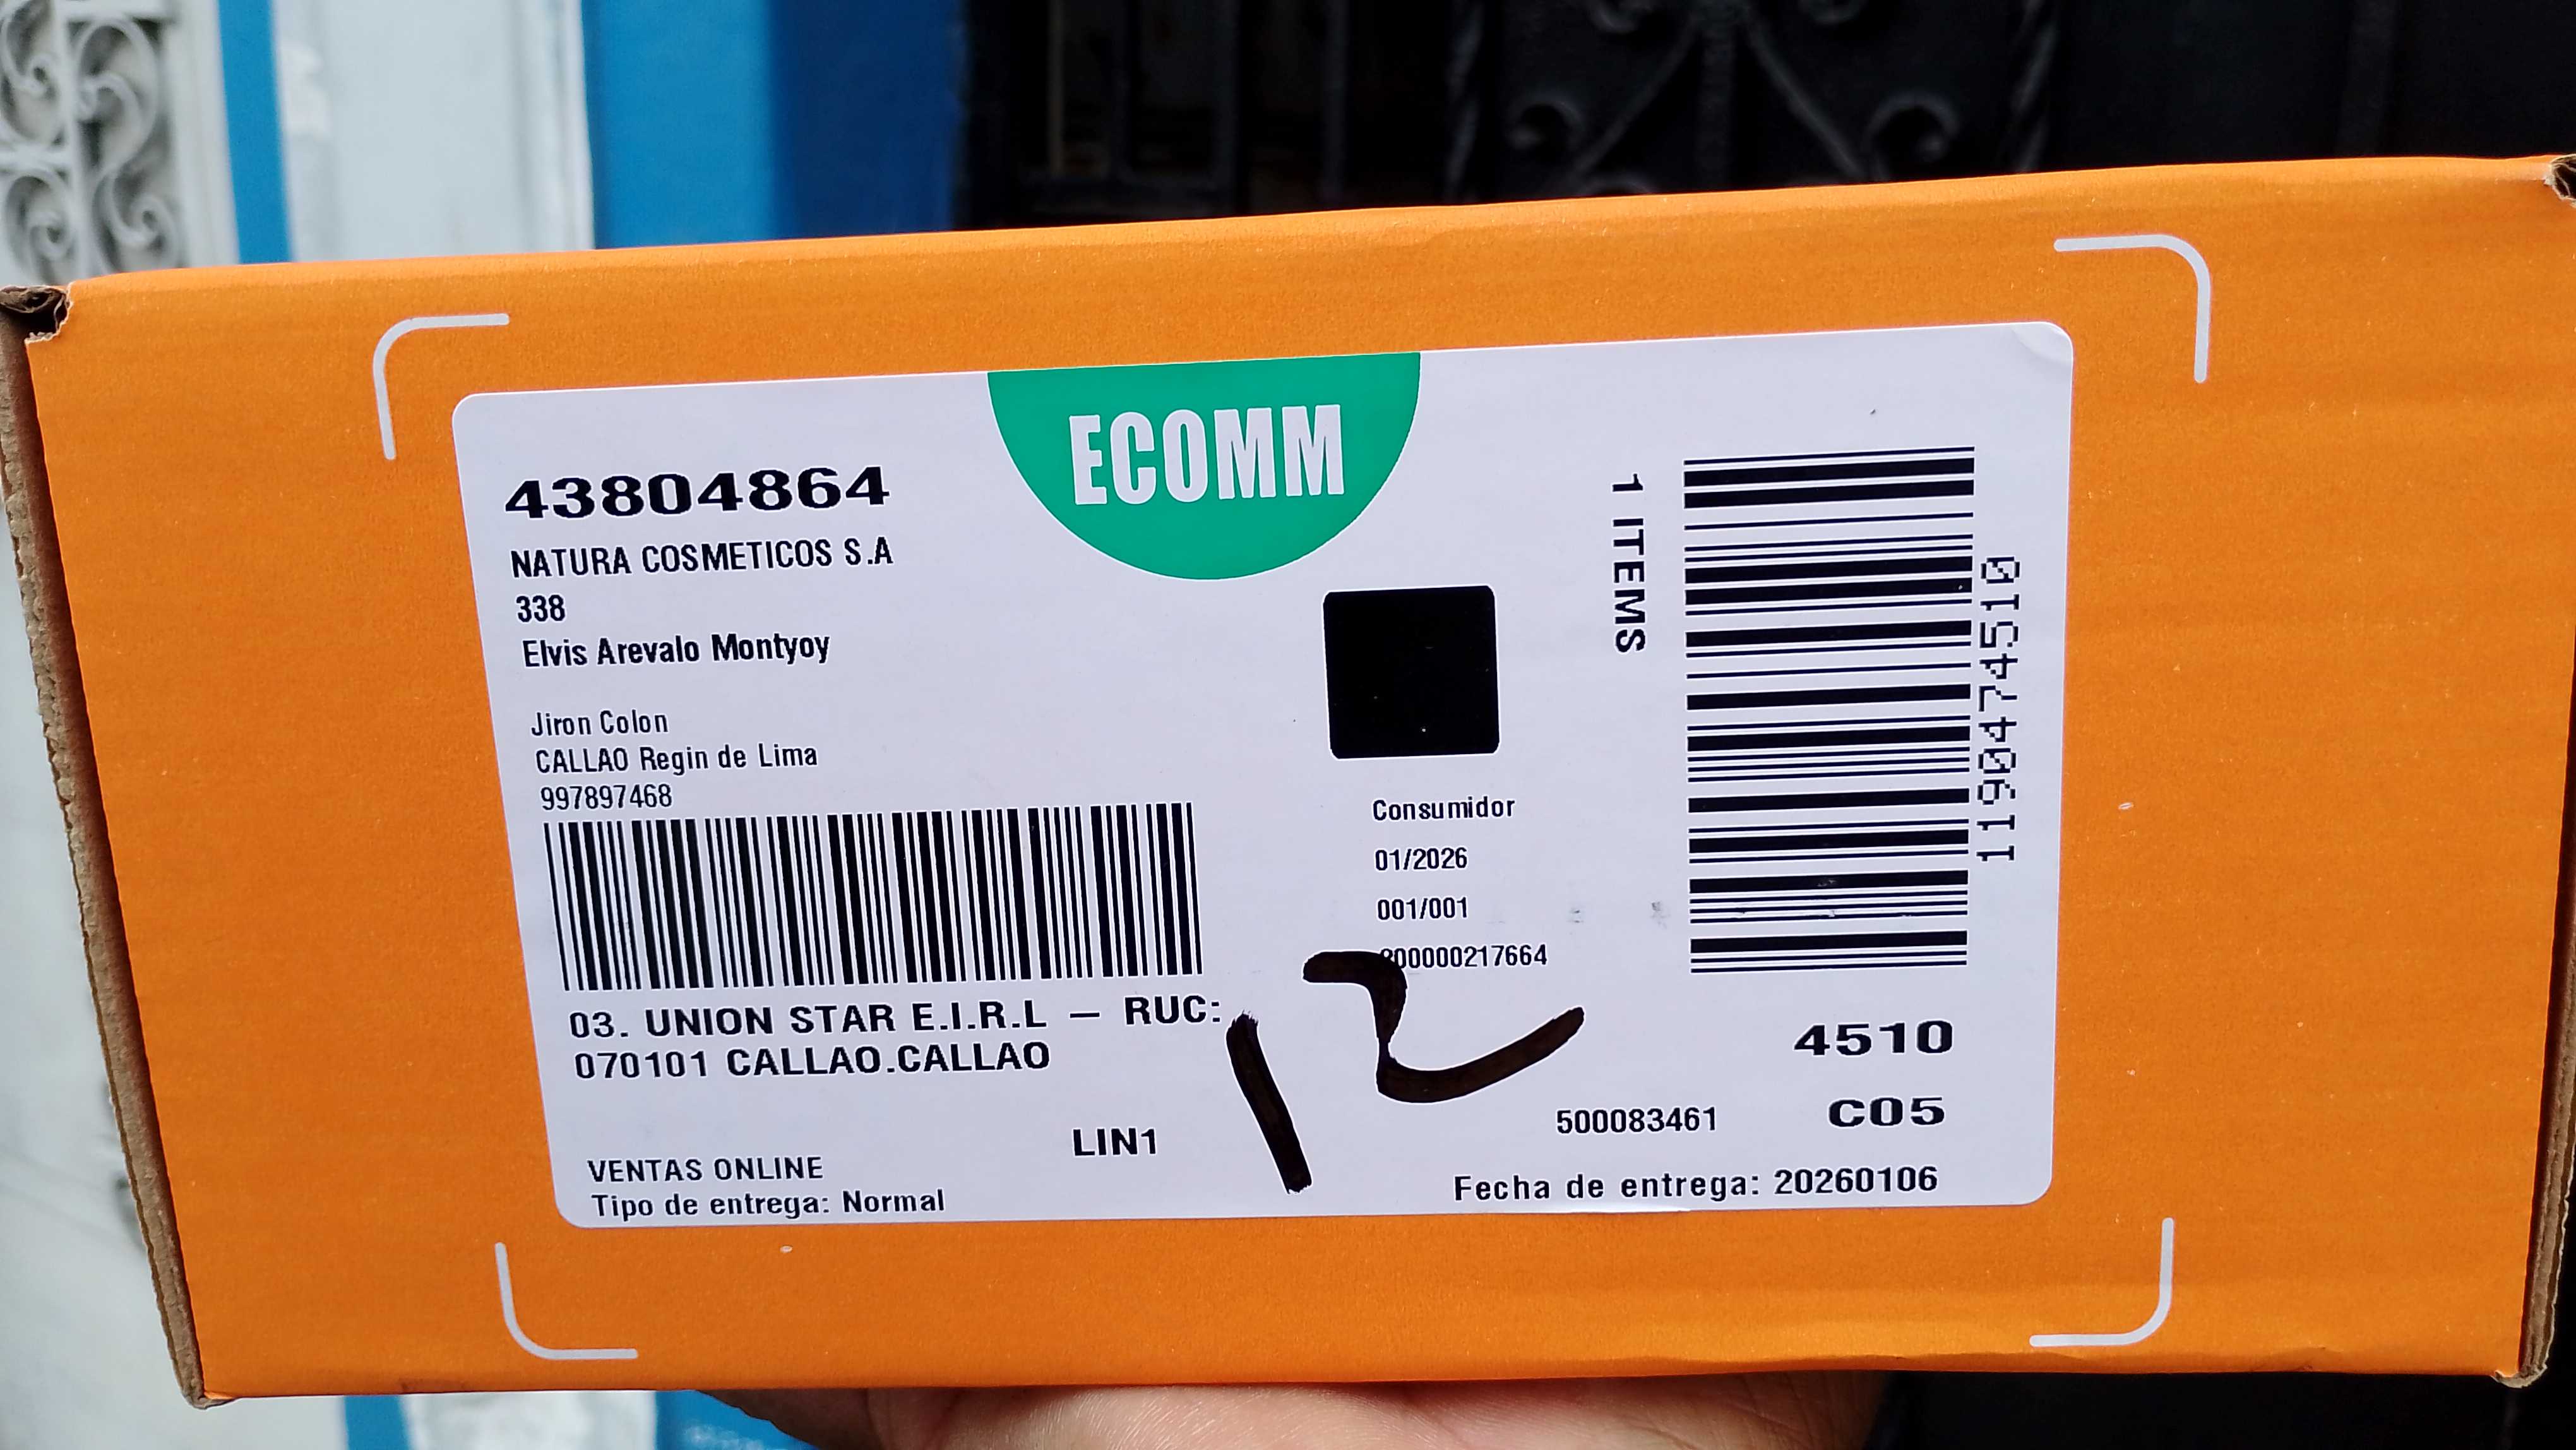 ECOMM
43804864
NATURA COSMETICOS S.A
338
Elvis Arevalo Montyoy
Jiron Colon
CALLAO Regin de Lima
997897468
03. UNION STAR E.I.R.L — RUC:
070101 CALLAO.CALLAO
LIN1
VENTAS ONLINE
Tipo de entrega: Normal
Consumidor
01/2026
001/001
12
1 ITEMS
1190474510
4510
C05
500083461
Fecha de entrega: 20260106